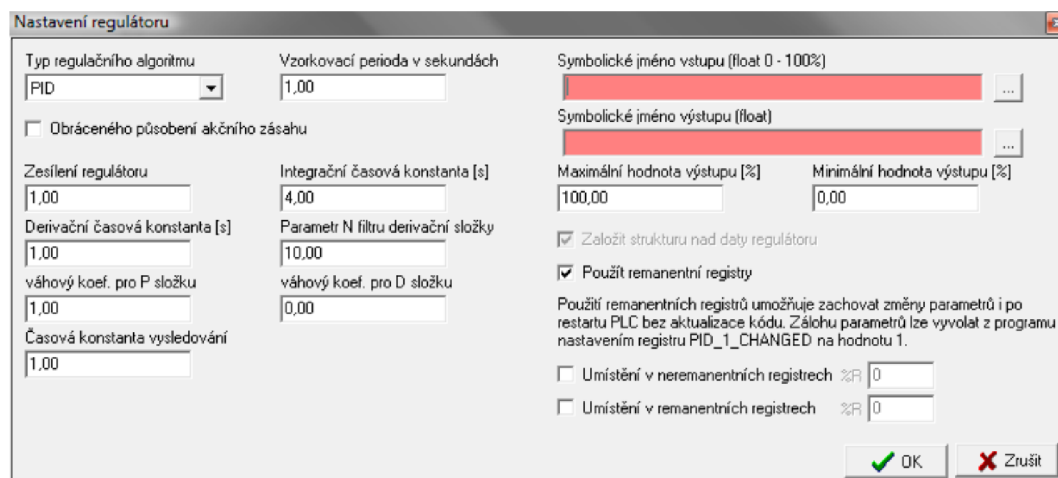 Nastavení regulátoru
Typ regulačního algoritmu
PID
Vzorkovací perioda v sekundách
1,00
Obráceného působení akčního zásahu
Zesílení regulátoru
1,00
Integrační časová konstanta [s]
4,00
Derivační časová konstanta [s]
1,00
Parametr N filtru derivační složky
10,00
váhový koef. pro P složku
1,00
váhový koef. pro D složku
0,00
Časová konstanta vysledování
1,00
Symbolické jméno vstupu (float 0 - 100%)
...
Symbolické jméno výstupu (float)
...
Maximální hodnota výstupu [%]
100,00
Minimální hodnota výstupu [%]
0,00
Založit strukturu nad daty regulátoru
Použít remanentní registry
Použití remanentních registrů umožňuje zachovat změny parametrů i po
restartu PLC bez aktualizace kódu. Zálohu parametrů lze vyvolat z programu
nastavením registru PID_1_CHANGED na hodnotu 1.
Umístění v neremanentních registrech %R 0
Umístění v remanentních registrech %R 0
OK
Zrušit